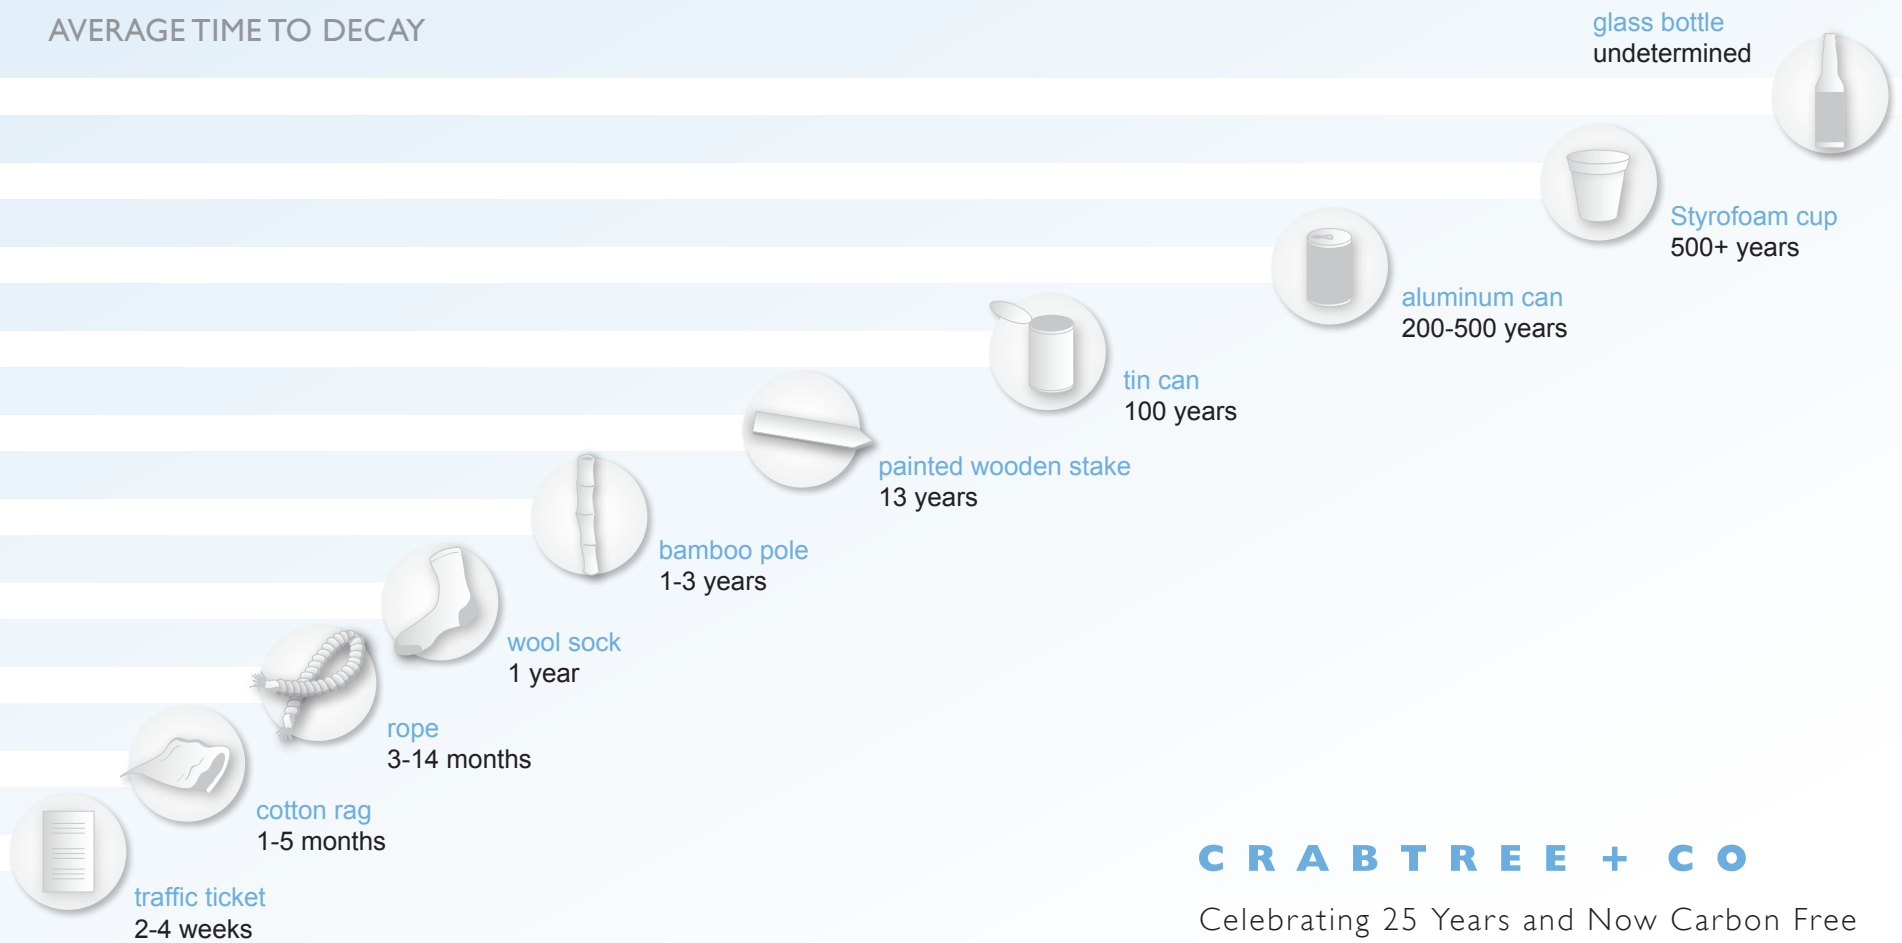 AVERAGE TIME TO DECAY
glass bottle
undetermined
Styrofoam cup
500+ years
aluminum can
200-500 years
tin can
100 years
painted wooden stake
13 years
bamboo pole
1-3 years
wool sock
1 year
rope
3-14 months
cotton rag
1-5 months
traffic ticket
2-4 weeks
CRABTREE + CO
Celebrating 25 Years and Now Carbon Free